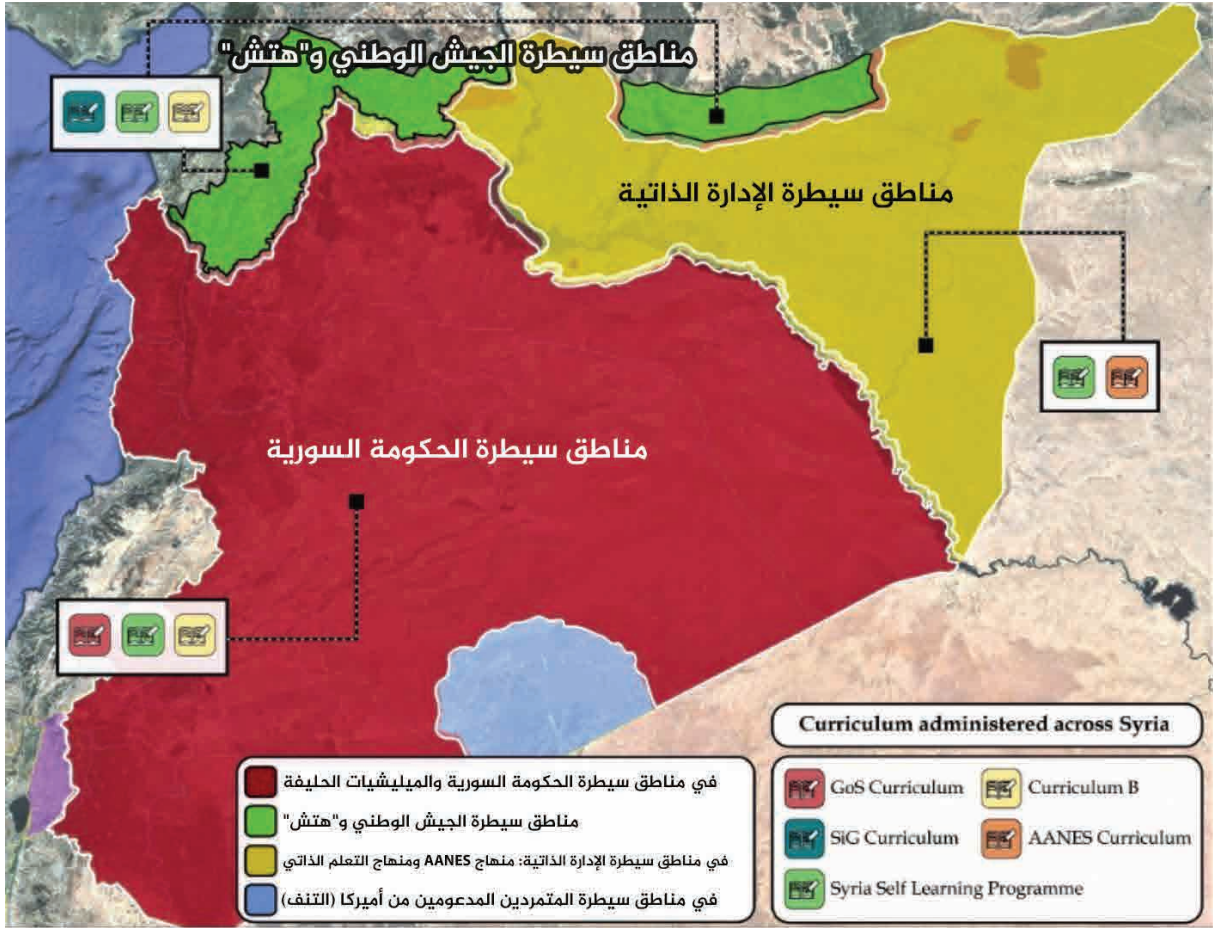 مناطق سيطرة الجيش الوطني و"هتش"
مناطق سيطرة الإدارة الذاتية
مناطق سيطرة الحكومة السورية
في مناطق سيطرة الحكومة السورية والميليشيات الحليفة
مناطق سيطرة الجيش الوطني و"هتش"
في مناطق سيطرة الإدارة الذاتية: منهاج AANES ومنهاج التعلم الذاتي
في مناطق سيطرة المتمردين المدعومين من أميركا (التنف)
Curriculum administered across Syria
GoS Curriculum
Curriculum B
SiG Curriculum
AANES Curriculum
Syria Self Learning Programme